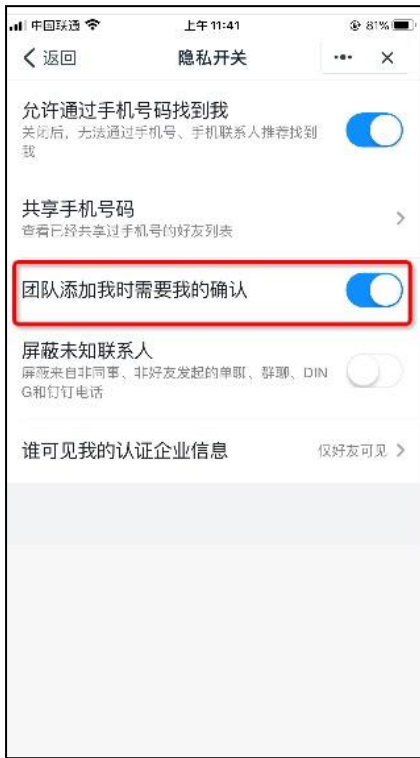 中国联通 上午 11:41 81%
返回 隐私开关
允许通过手机号码找到我
关闭后，无法通过手机号、手机联系人推荐找到
我
共享手机号码
查看已经共享过手机号的好友列表
团队添加我时需要我的确认
屏蔽未知联系人
屏蔽来自非同事、非好友发起的单聊、群聊、DIN
G和钉钉电话
谁可见我的认证企业信息 仅好友可见